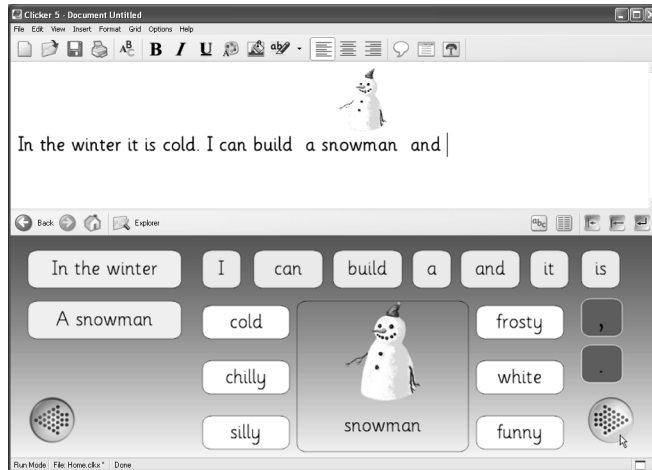 Clicker 5 - Document Untitled
File Edit View Insert Format Grid Options Help
B I U
In the winter it is cold. I can build a snowman and
Back Explorer
In the winter I can build a and it is
A snowman cold frosty ,
chilly white .
silly snowman funny
Run Mode File: Home.clkx * Done